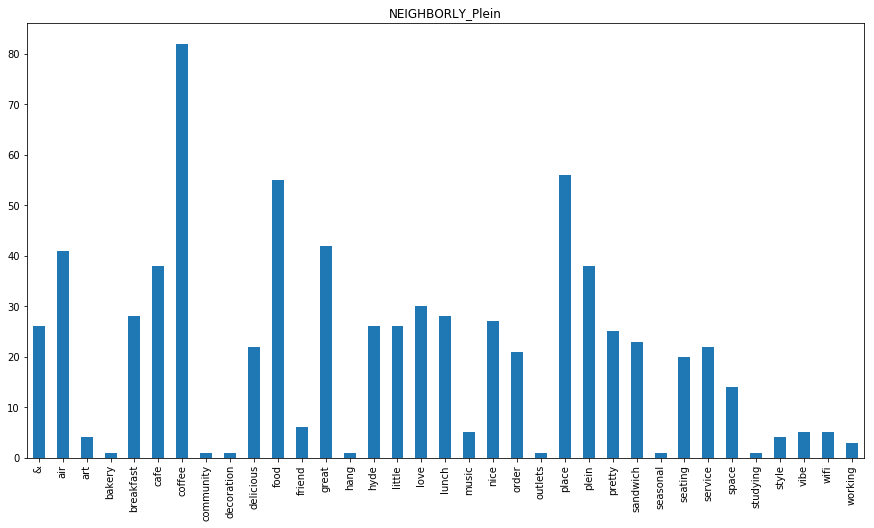 NEIGHBORLY_Plein
80
70
60
50
40
30
20
10
0
&
air
art
bakery
breakfast
cafe
coffee
community
decoration
delicious
food
friend
great
hang
hyde
little
love
lunch
music
nice
order
outlets
place
plein
pretty
sandwich
seasonal
seating
service
space
studying
style
vibe
wifi
working